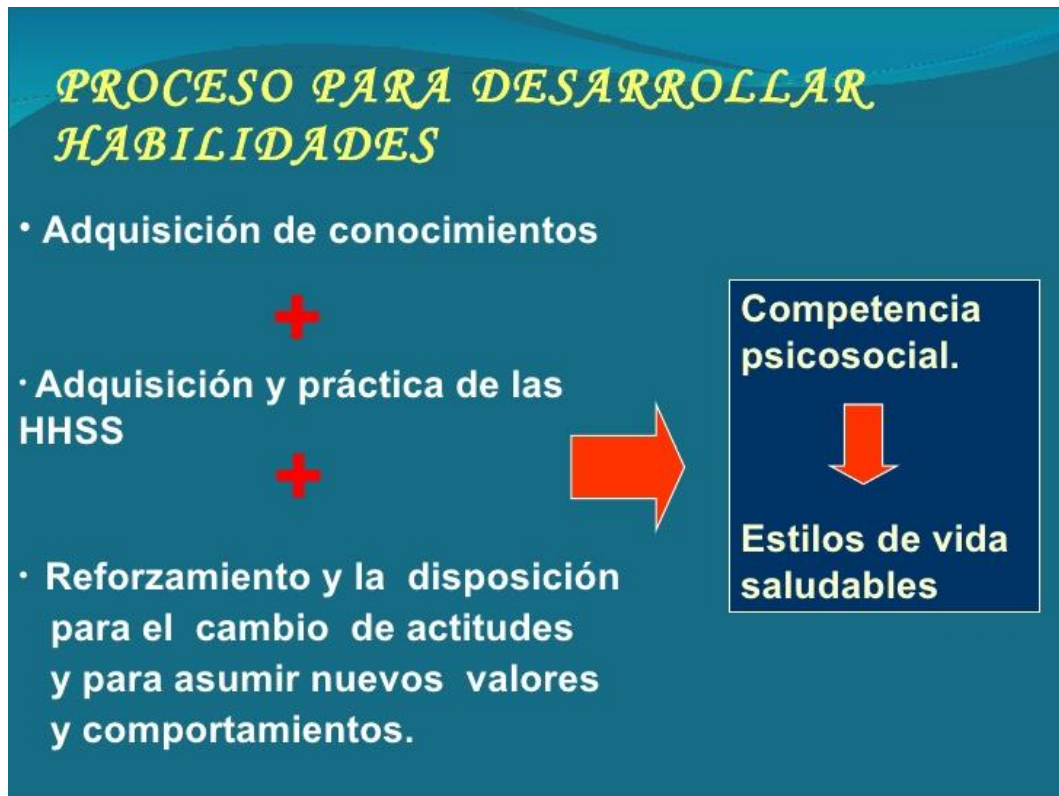 PROCESO PARA DESARROLLAR
HABILIDADES
• Adquisición de conocimientos
+
• Adquisición y práctica de las
HHSS
+
• Reforzamiento y la disposición
para el cambio de actitudes
y para asumir nuevos valores
y comportamientos.
Competencia
psicosocial.
Estilos de vida
saludables